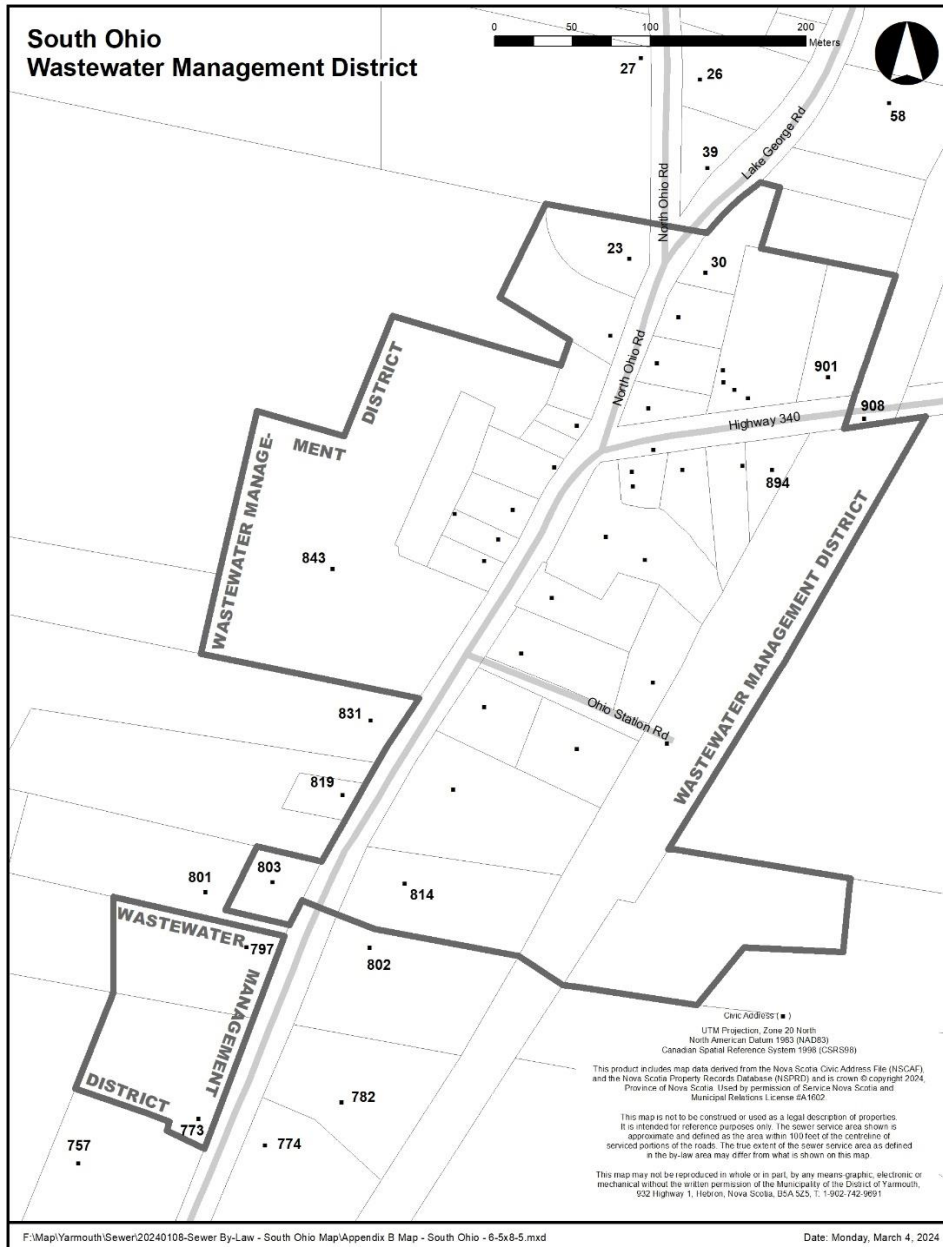 South Ohio
Wastewater Management District
0 50 100 200
Meters
27
26
58
39
Lake George Rd
North Ohio Rd
23
30
North Ohio Rd
901
908
Highway 340
DISTRICT
MENT
WASTEWATER MANAGE-
894
843
WASTEWATER MANAGEMENT DISTRICT
831
Ohio Station Rd
819
803
801
814
WASTEWATER
797
802
MANAGEMENT
DISTRICT
773
782
757
774
Civic Address ( ■ )
UTM Projection, Zone 20 North
North American Datum 1983 (NAD83)
Canadian Spatial Reference System 1998 (CSRS98)
This product includes map data derived from the Nova Scotia Civic Address File (NSCAF),
and the Nova Scotia Property Records Database (NSPRD) and is crown © copyright 2024,
Province of Nova Scotia. Used by permission of Service Nova Scotia and
Municipal Relations License #A1602.
This map is not to be construed or used as a legal description of properties.
It is intended for reference purposes only. The sewer service area shown is
approximate and defined as the area within 100 feet of the centreline of
serviced portions of the roads. The true extent of the sewer service area as defined
in the by-law area may differ from what is shown on this map.
This map may not be reproduced in whole or in part, by any means-graphic, electronic or
mechanical without the written permission of the Municipality of the District of Yarmouth,
932 Highway 1, Hebron, Nova Scotia, B5A 5Z5, T. 1-902-742-9691
F:\Map\Yarmouth\Sewer\20240108-Sewer By-Law - South Ohio Map\Appendix B Map - South Ohio - 6-5x8-5.mxd
Date: Monday, March 4, 2024